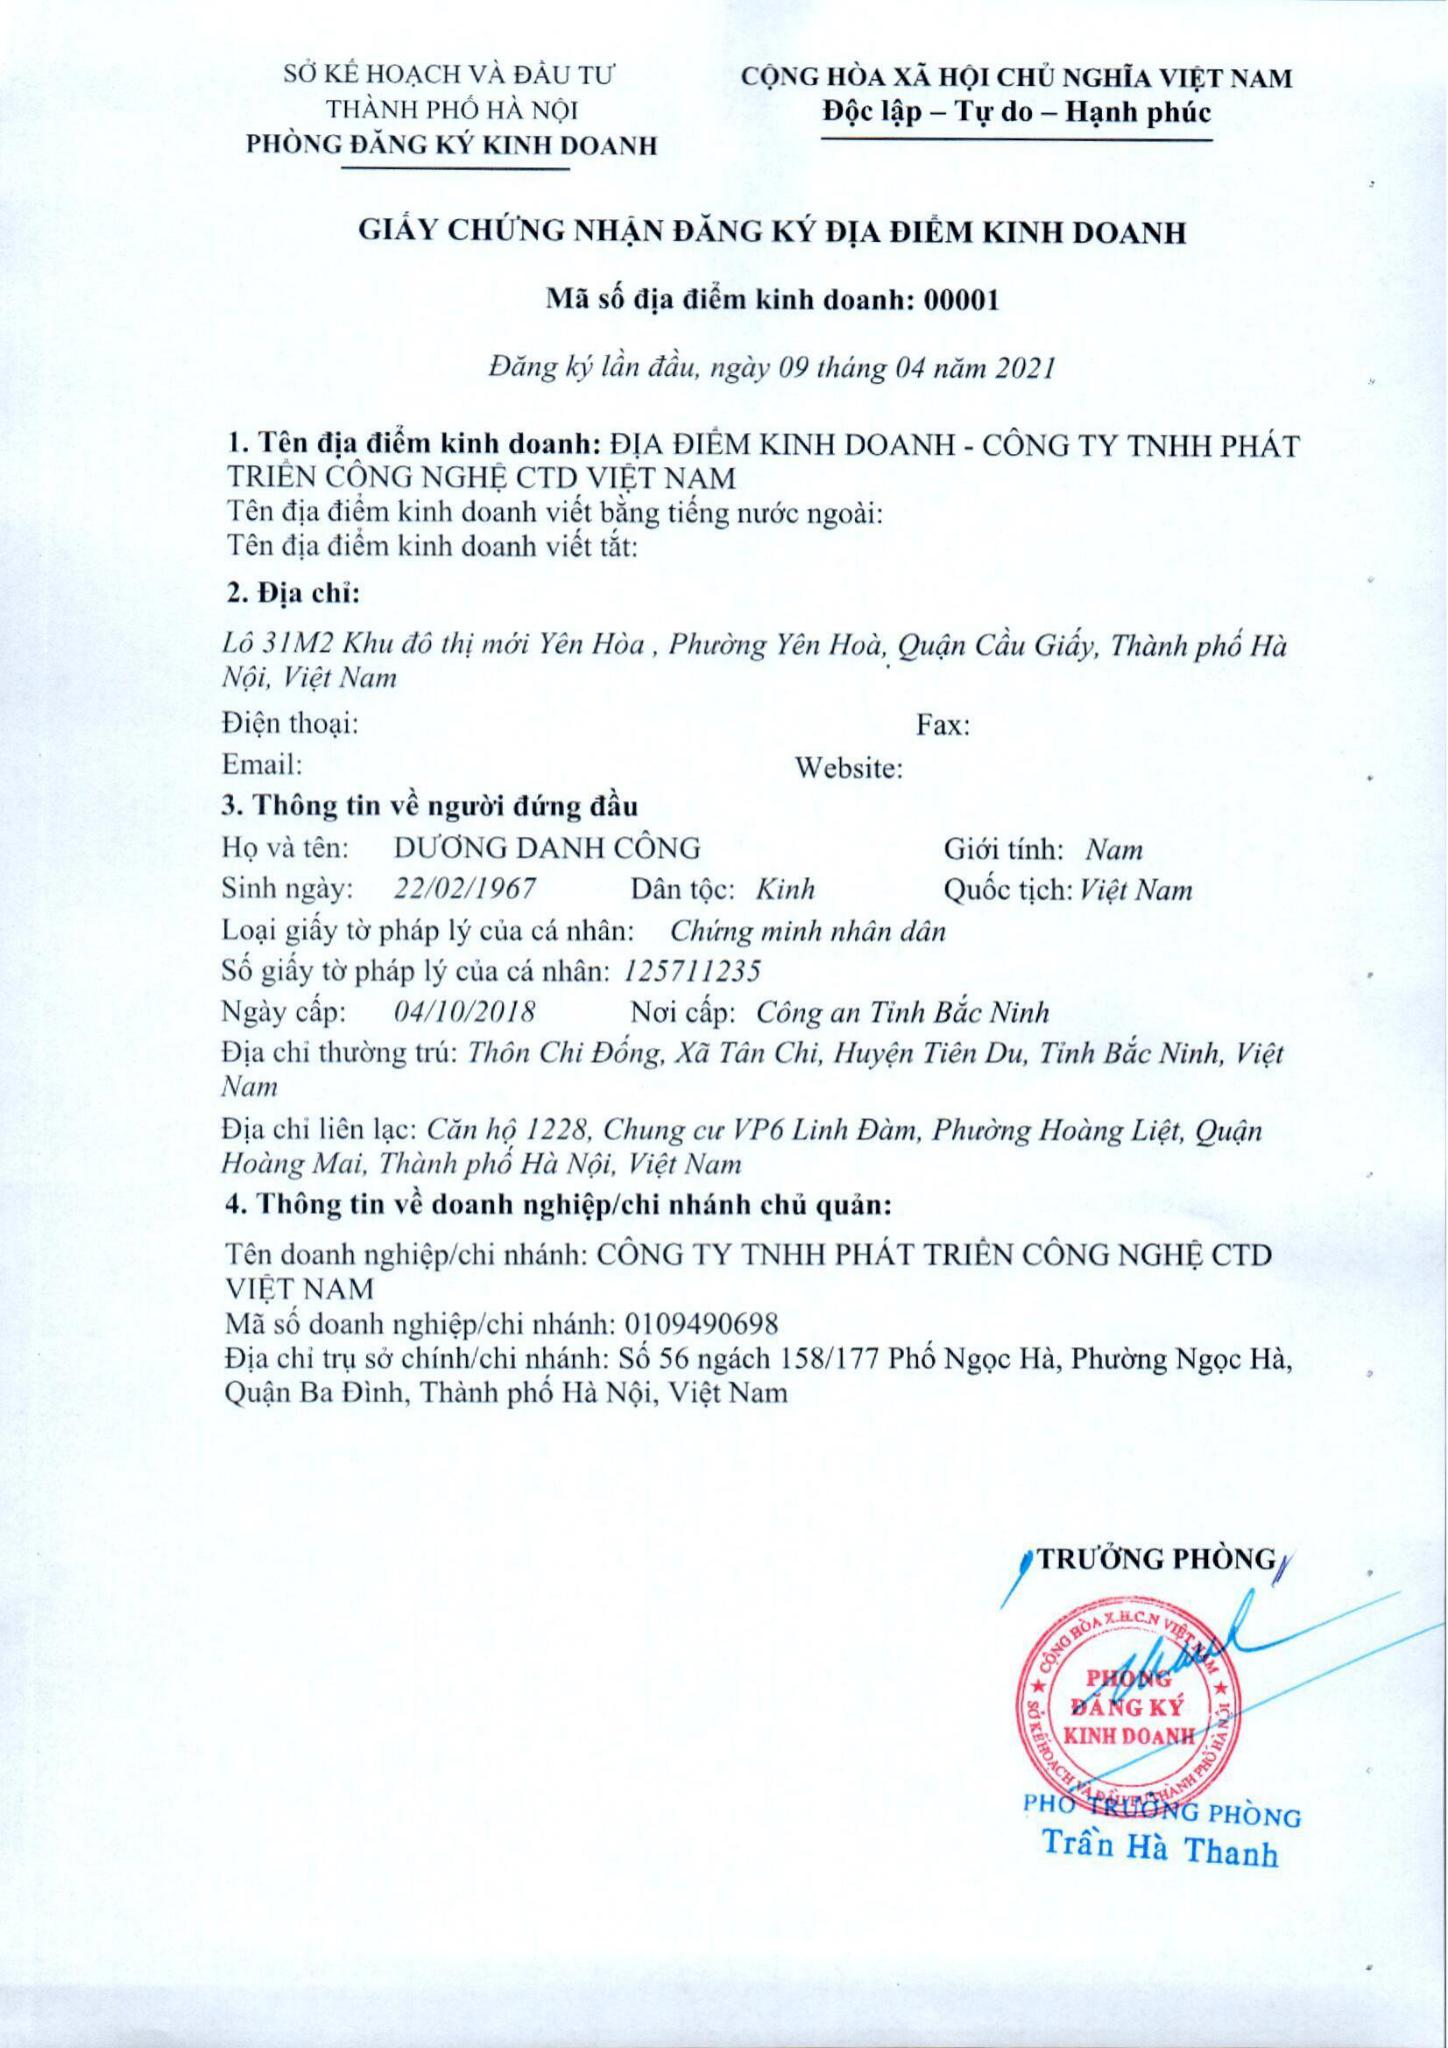 SỞ KẾ HOẠCH VÀ ĐẦU TƯ
THÀNH PHỐ HÀ NỘI
PHÒNG ĐĂNG KÝ KINH DOANH
CỘNG HÒA XÃ HỘI CHỦ NGHĨA VIỆT NAM
Độc lập – Tự do – Hạnh phúc
GIẤY CHỨNG NHẬN ĐĂNG KÝ ĐỊA ĐIỂM KINH DOANH
Mã số địa điểm kinh doanh: 00001
Đăng ký lần đầu, ngày 09 tháng 04 năm 2021
1. Tên địa điểm kinh doanh: ĐỊA ĐIỂM KINH DOANH - CÔNG TY TNHH PHÁT
TRIỂN CÔNG NGHỆ CTD VIỆT NAM
Tên địa điểm kinh doanh viết bằng tiếng nước ngoài:
Tên địa điểm kinh doanh viết tắt:
2. Địa chỉ:
Lô 31M2 Khu đô thị mới Yên Hòa , Phường Yên Hoà, Quận Cầu Giấy, Thành phố Hà
Nội, Việt Nam
Điện thoại: Fax:
Email: Website:
3. Thông tin về người đứng đầu
Họ và tên: DƯƠNG DANH CÔNG Giới tính: Nam
Sinh ngày: 22/02/1967 Dân tộc: Kinh Quốc tịch: Việt Nam
Loại giấy tờ pháp lý của cá nhân: Chứng minh nhân dân
Số giấy tờ pháp lý của cá nhân: 125711235
Ngày cấp: 04/10/2018 Nơi cấp: Công an Tỉnh Bắc Ninh
Địa chỉ thường trú: Thôn Chi Đống, Xã Tân Chi, Huyện Tiên Du, Tỉnh Bắc Ninh, Việt
Nam
Địa chỉ liên lạc: Căn hộ 1228, Chung cư VP6 Linh Đàm, Phường Hoàng Liệt, Quận
Hoàng Mai, Thành phố Hà Nội, Việt Nam
4. Thông tin về doanh nghiệp/chi nhánh chủ quản:
Tên doanh nghiệp/chi nhánh: CÔNG TY TNHH PHÁT TRIỂN CÔNG NGHỆ CTD
VIỆT NAM
Mã số doanh nghiệp/chi nhánh: 0109490698
Địa chỉ trụ sở chính/chi nhánh: Số 56 ngách 158/177 Phố Ngọc Hà, Phường Ngọc Hà,
Quận Ba Đình, Thành phố Hà Nội, Việt Nam
TRƯỞNG PHÒNG
CỘNG HÒA X.H.C.N VIỆT NAM
PHÒNG
ĐĂNG KÝ
KINH DOANH
SỞ KẾ HOẠCH VÀ ĐẦU TƯ THÀNH PHỐ HÀ NỘI
PHÓ TRƯỞNG PHÒNG
Trần Hà Thanh